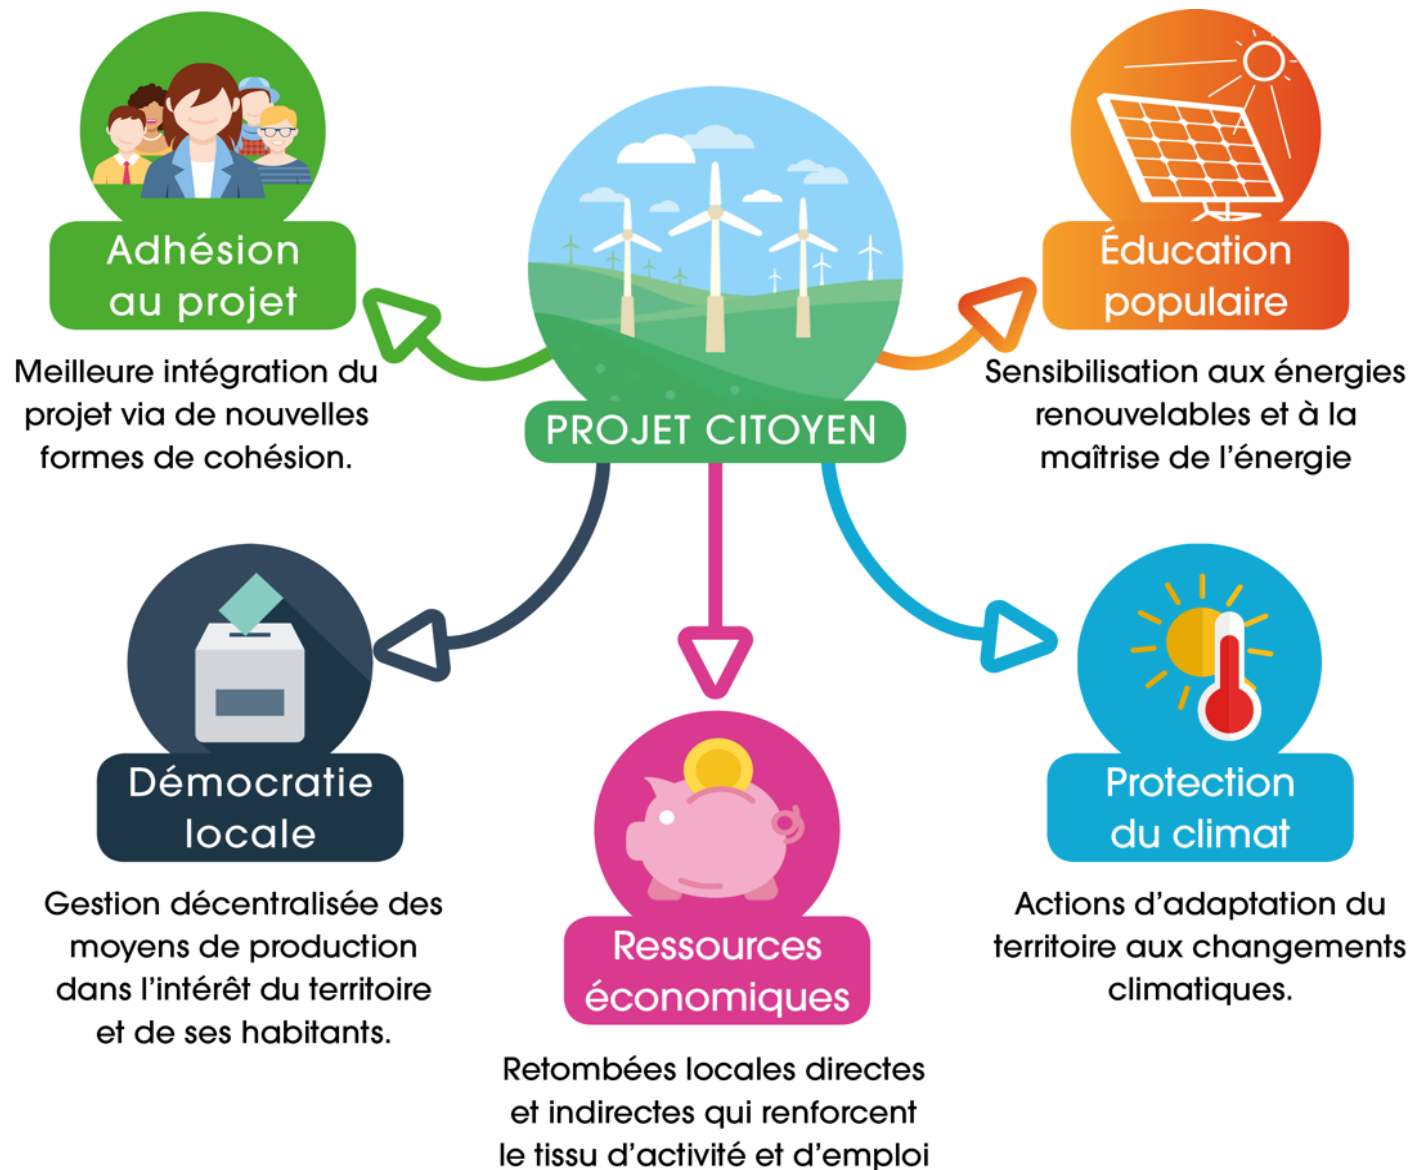 Adhésion
au projet
Meilleure intégration du
projet via de nouvelles
formes de cohésion.
PROJET CITOYEN
Éducation
populaire
Sensibilisation aux énergies
renouvelables et à la
maîtrise de l’énergie
Démocratie
locale
Gestion décentralisée des
moyens de production
dans l’intérêt du territoire
et de ses habitants.
Ressources
économiques
Retombées locales directes
et indirectes qui renforcent
le tissu d’activité et d’emploi
Protection
du climat
Actions d’adaptation du
territoire aux changements
climatiques.